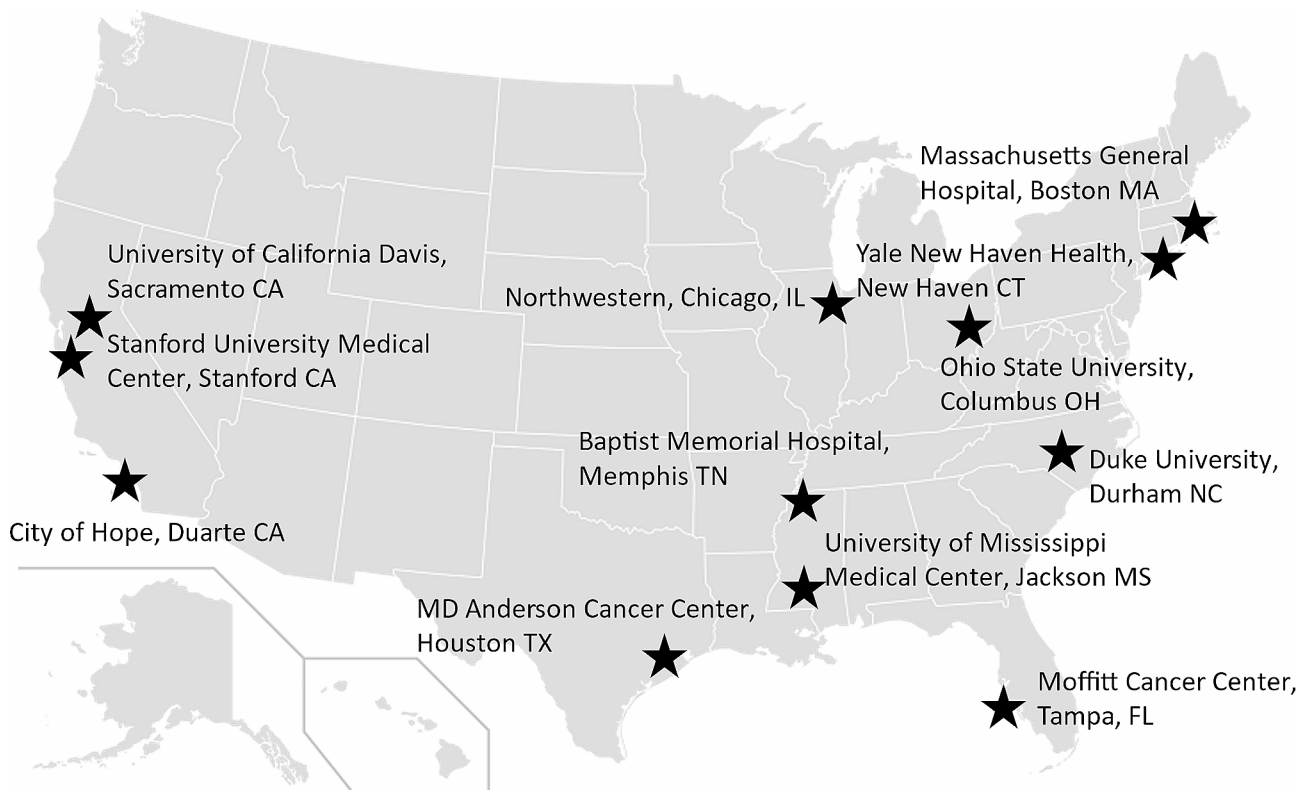 Massachusetts General
Hospital, Boston MA
University of California Davis,
Sacramento CA
Yale New Haven Health,
New Haven CT
Northwestern, Chicago, IL
Stanford University Medical
Center, Stanford CA
Ohio State University,
Columbus OH
Baptist Memorial Hospital,
Memphis TN
Duke University,
Durham NC
City of Hope, Duarte CA
University of Mississippi
Medical Center, Jackson MS
MD Anderson Cancer Center,
Houston TX
Moffitt Cancer Center,
Tampa, FL